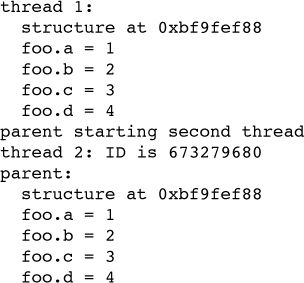 thread 1:
  structure at 0xbf9fef88
  foo.a = 1
  foo.b = 2
  foo.c = 3
  foo.d = 4
parent starting second thread
thread 2: ID is 673279680
parent:
  structure at 0xbf9fef88
  foo.a = 1
  foo.b = 2
  foo.c = 3
  foo.d = 4